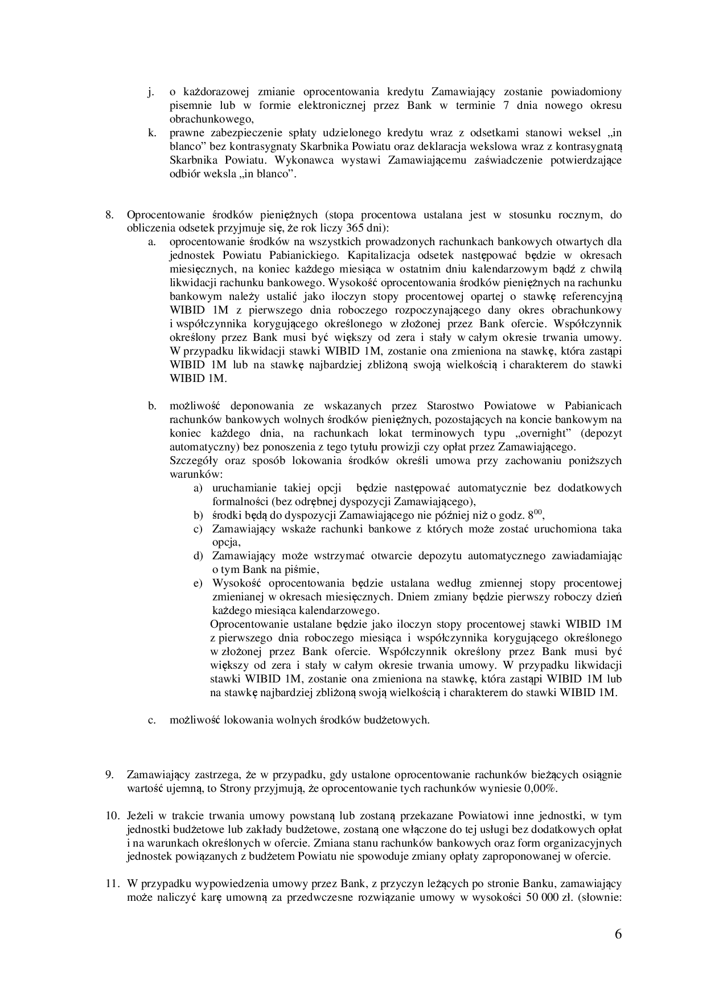 j. o każdorazowej zmianie oprocentowania kredytu Zamawiający zostanie powiadomiony
pisemnie lub w formie elektronicznej przez Bank w terminie 7 dnia nowego okresu
obrachunkowego,
k. prawne zabezpieczenie spłaty udzielonego kredytu wraz z odsetkami stanowi weksel „in
blanco” bez kontrasygnaty Skarbnika Powiatu oraz deklaracja wekslowa wraz z kontrasygnatą
Skarbnika Powiatu. Wykonawca wystawi Zamawiającemu zaświadczenie potwierdzające
odbiór weksla „in blanco”.
8. Oprocentowanie środków pieniężnych (stopa procentowa ustalana jest w stosunku rocznym, do
obliczenia odsetek przyjmuje się, że rok liczy 365 dni):
a. oprocentowanie środków na wszystkich prowadzonych rachunkach bankowych otwartych dla
jednostek Powiatu Pabianickiego. Kapitalizacja odsetek następować będzie w okresach
miesięcznych, na koniec każdego miesiąca w ostatnim dniu kalendarzowym bądź z chwilą
likwidacji rachunku bankowego. Wysokość oprocentowania środków pieniężnych na rachunku
bankowym należy ustalić jako iloczyn stopy procentowej opartej o stawkę referencyjną
WIBID 1M z pierwszego dnia roboczego rozpoczynającego dany okres obrachunkowy
i współczynnika korygującego określonego w złożonej przez Bank ofercie. Współczynnik
określony przez Bank musi być większy od zera i stały w całym okresie trwania umowy.
W przypadku likwidacji stawki WIBID 1M, zostanie ona zmieniona na stawkę, która zastąpi
WIBID 1M lub na stawkę najbardziej zbliżoną swoją wielkością i charakterem do stawki
WIBID 1M.
b. możliwość deponowania ze wskazanych przez Starostwo Powiatowe w Pabianicach
rachunków bankowych wolnych środków pieniężnych, pozostających na koncie bankowym na
koniec każdego dnia, na rachunkach lokat terminowych typu „overnight” (depozyt
automatyczny) bez ponoszenia z tego tytułu prowizji czy opłat przez Zamawiającego.
Szczegóły oraz sposób lokowania środków określi umowa przy zachowaniu poniższych
warunków:
a) uruchamianie takiej opcji będzie następować automatycznie bez dodatkowych
formalności (bez odrębnej dyspozycji Zamawiającego),
b) środki będą do dyspozycji Zamawiającego nie później niż o godz. 8⁰⁰,
c) Zamawiający wskaże rachunki bankowe z których może zostać uruchomiona taka
opcja,
d) Zamawiający może wstrzymać otwarcie depozytu automatycznego zawiadamiając
o tym Bank na piśmie,
e) Wysokość oprocentowania będzie ustalana według zmiennej stopy procentowej
zmienianej w okresach miesięcznych. Dniem zmiany będzie pierwszy roboczy dzień
każdego miesiąca kalendarzowego.
Oprocentowanie ustalane będzie jako iloczyn stopy procentowej stawki WIBID 1M
z pierwszego dnia roboczego miesiąca i współczynnika korygującego określonego
w złożonej przez Bank ofercie. Współczynnik określony przez Bank musi być
większy od zera i stały w całym okresie trwania umowy. W przypadku likwidacji
stawki WIBID 1M, zostanie ona zmieniona na stawkę, która zastąpi WIBID 1M lub
na stawkę najbardziej zbliżoną swoją wielkością i charakterem do stawki WIBID 1M.
c. możliwość lokowania wolnych środków budżetowych.
9. Zamawiający zastrzega, że w przypadku, gdy ustalone oprocentowanie rachunków bieżących osiągnie
wartość ujemną, to Strony przyjmują, że oprocentowanie tych rachunków wyniesie 0,00%.
10. Jeżeli w trakcie trwania umowy powstaną lub zostaną przekazane Powiatowi inne jednostki, w tym
jednostki budżetowe lub zakłady budżetowe, zostaną one włączone do tej usługi bez dodatkowych opłat
i na warunkach określonych w ofercie. Zmiana stanu rachunków bankowych oraz form organizacyjnych
jednostek powiązanych z budżetem Powiatu nie spowoduje zmiany opłaty zaproponowanej w ofercie.
11. W przypadku wypowiedzenia umowy przez Bank, z przyczyn leżących po stronie Banku, zamawiający
może naliczyć karę umowną za przedwczesne rozwiązanie umowy w wysokości 50 000 zł. (słownie:
6